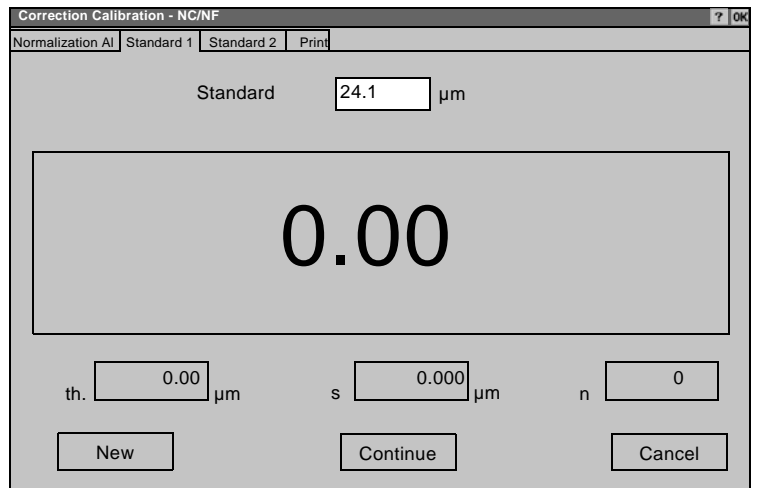 Correction Calibration - NC/NF ? OK
Normalization Al Standard 1 Standard 2 Print
Standard 24.1 µm
0.00
th. 0.00 µm s 0.000 µm n 0
New Continue Cancel